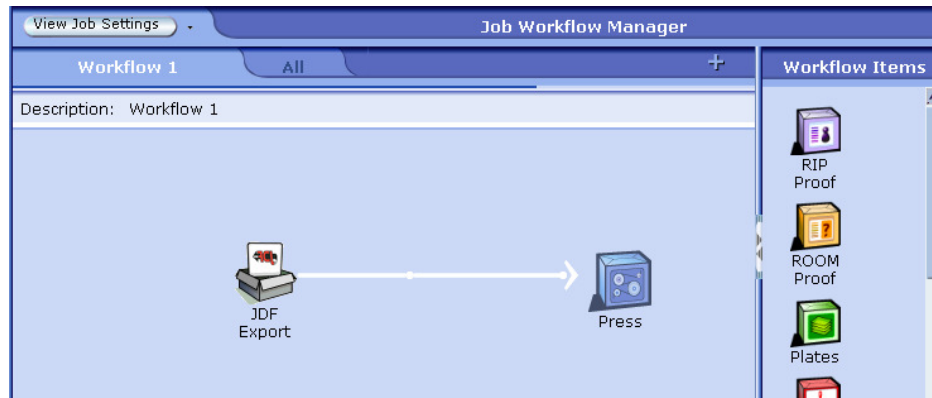 View Job Settings
Job Workflow Manager
Workflow 1
All
+
Workflow Items
Description: Workflow 1
RIP
Proof
ROOM
Proof
JDF
Export
Press
Plates